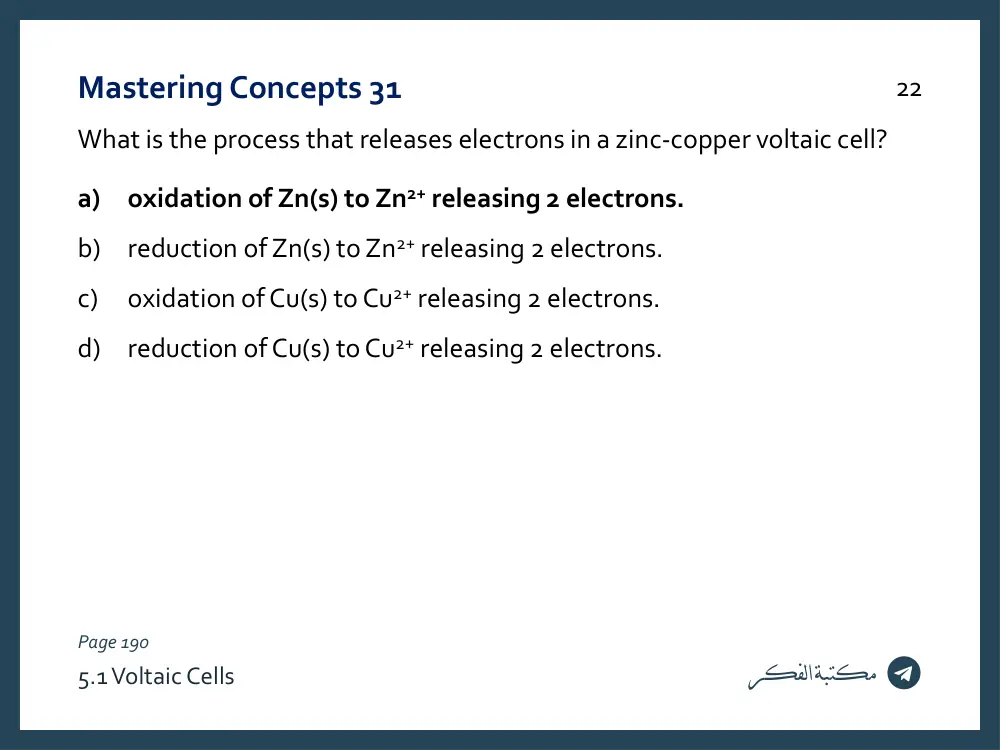 Mastering Concepts 31
22
What is the process that releases electrons in a zinc-copper voltaic cell?
a) oxidation of Zn(s) to Zn²⁺ releasing 2 electrons.
b) reduction of Zn(s) to Zn²⁺ releasing 2 electrons.
c) oxidation of Cu(s) to Cu²⁺ releasing 2 electrons.
d) reduction of Cu(s) to Cu²⁺ releasing 2 electrons.
Page 190
5.1 Voltaic Cells
مكتبة الفكر